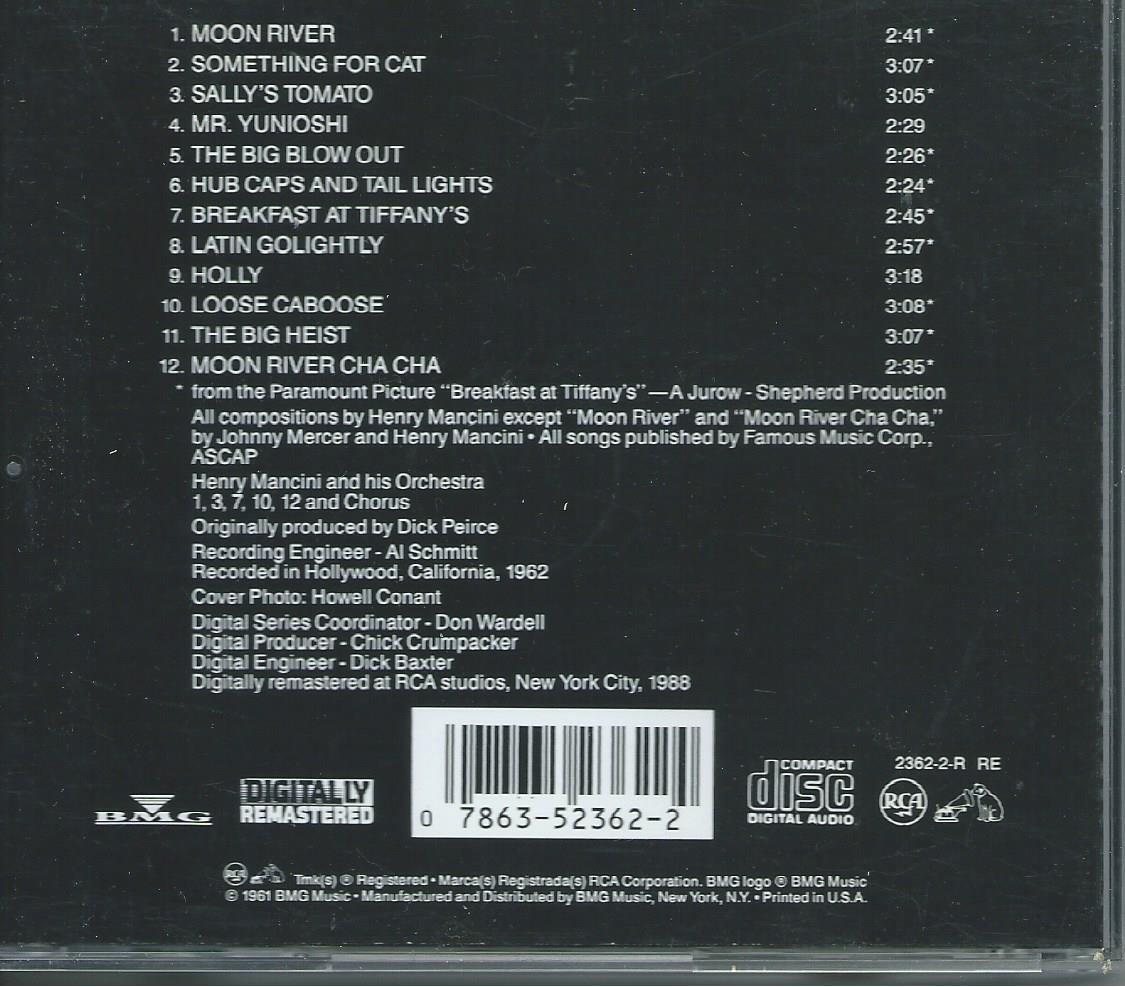 1. MOON RIVER 2:41*
2. SOMETHING FOR CAT 3:07*
3. SALLY'S TOMATO 3:05*
4. MR. YUNIOSHI 2:29
5. THE BIG BLOW OUT 2:26*
6. HUB CAPS AND TAIL LIGHTS 2:24*
7. BREAKFAST AT TIFFANY'S 2:45*
8. LATIN GOLIGHTLY 2:57*
9. HOLLY 3:18
10. LOOSE CABOOSE 3:08*
11. THE BIG HEIST 3:07*
12. MOON RIVER CHA CHA 2:35*
* from the Paramount Picture "Breakfast at Tiffany's"—A Jurow - Shepherd Production
All compositions by Henry Mancini except "Moon River" and "Moon River Cha Cha,"
by Johnny Mercer and Henry Mancini • All songs published by Famous Music Corp.,
ASCAP
Henry Mancini and his Orchestra
1, 3, 7, 10, 12 and Chorus
Originally produced by Dick Peirce
Recording Engineer - Al Schmitt
Recorded in Hollywood, California, 1962
Cover Photo: Howell Conant
Digital Series Coordinator - Don Wardell
Digital Producer - Chick Crumpacker
Digital Engineer - Dick Baxter
Digitally remastered at RCA studios, New York City, 1988
BMG
DIGITALLY
REMASTERED
0 7863-52362-2
COMPACT
disc
DIGITAL AUDIO
2362-2-R RE
RCA
RCA Tmk(s) ® Registered • Marca(s) Registrada(s) RCA Corporation. BMG logo ® BMG Music
© 1961 BMG Music • Manufactured and Distributed by BMG Music, New York, N.Y. • Printed in U.S.A.